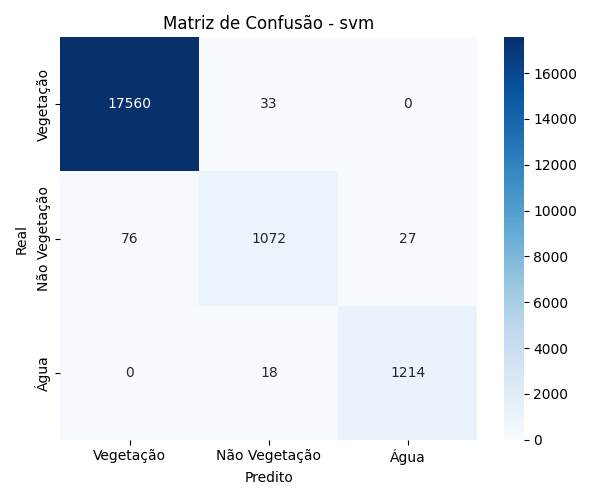 Matriz de Confusão - svm
Real
Vegetação
17560 33 0
Não Vegetação
76 1072 27
Água
0 18 1214
Vegetação Não Vegetação Água
Predito
16000
14000
12000
10000
8000
6000
4000
2000
0